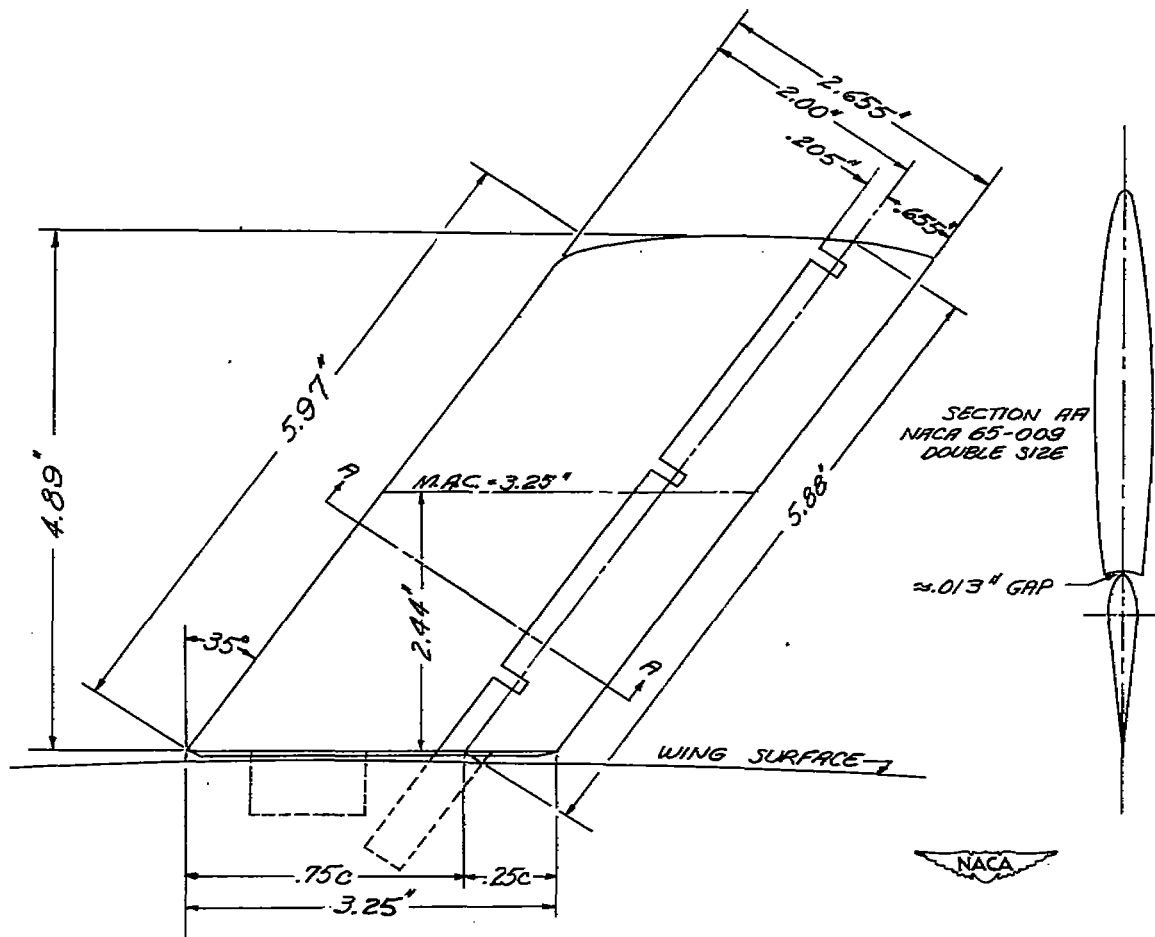 2.655"
2.00"
.205"
.655"
5.97"
4.89"
A
M.A.C. = 3.25"
5.88"
SECTION AA
NACA 65-009
DOUBLE SIZE
≈.013" GAP
2.44"
35°
A
WING SURFACE
.75c
.25c
3.25"
NACA